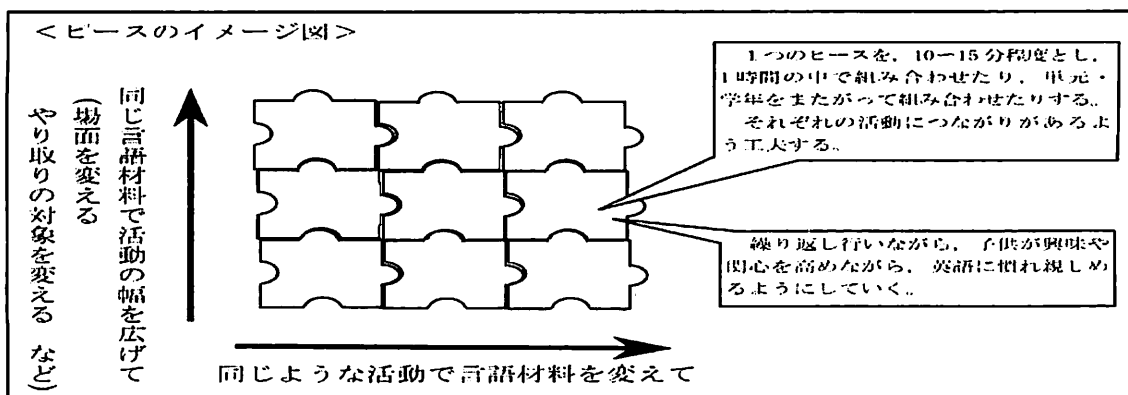 <ピースのイメージ図>
1つのピースを，10～15分程度とし，
1時間の中で組み合わせたり，単元・
学年をまたがって組み合わせたりする。
それぞれの活動につながりがあるよ
う工夫する。
繰り返し行いながら，子供が興味や
関心を高めながら，英語に慣れ親しめ
るようにしていく。
同じ言語材料で活動の幅を広げて
(場面を変える
やり取りの対象を変える など)
同じような活動で言語材料を変えて